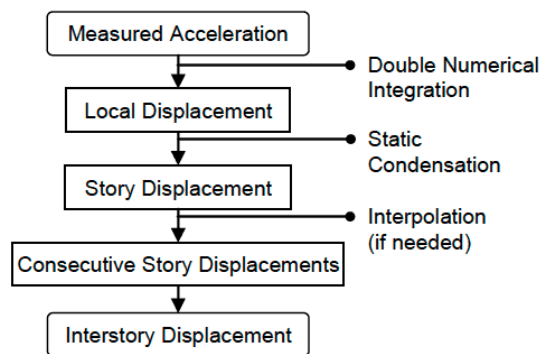 Measured Acceleration
Double Numerical
Integration
Local Displacement
Static
Condensation
Story Displacement
Interpolation
(if needed)
Consecutive Story Displacements
Interstory Displacement